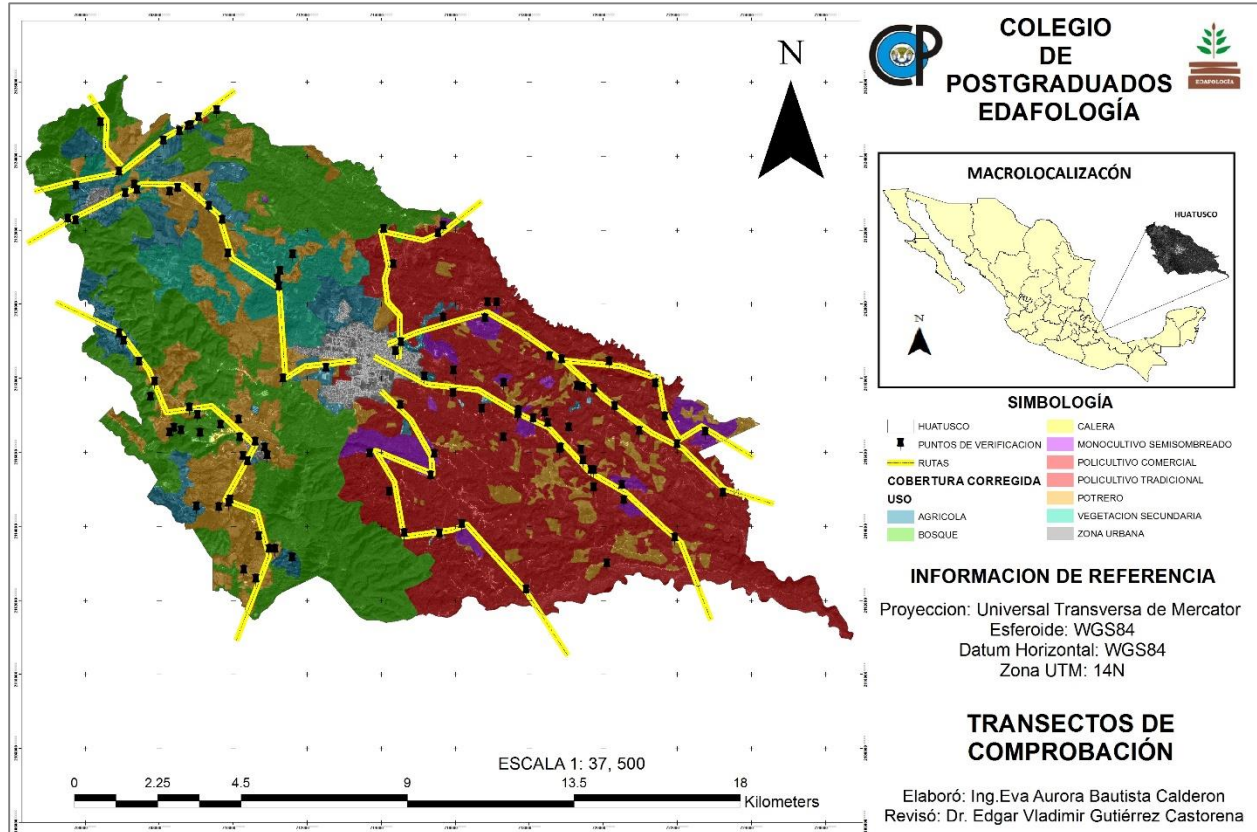 N
ESCALA 1: 37, 500
0 2.25 4.5 9 13.5 18
Kilometers
CP
EDAFOLOGÍA
COLEGIO
DE
POSTGRADUADOS
EDAFOLOGÍA
MACROLOCALIZACÓN
HUATUSCO
N
SIMBOLOGÍA
HUATUSCO
PUNTOS DE VERIFICACION
RUTAS
COBERTURA CORREGIDA
USO
AGRICOLA
BOSQUE
CALERA
MONOCULTIVO SEMISOMBREADO
POLICULTIVO COMERCIAL
POLICULTIVO TRADICIONAL
POTRERO
VEGETACION SECUNDARIA
ZONA URBANA
INFORMACION DE REFERENCIA
Proyeccion: Universal Transversa de Mercator
Esferoide: WGS84
Datum Horizontal: WGS84
Zona UTM: 14N
TRANSECTOS DE
COMPROBACIÓN
Elaboró: Ing.Eva Aurora Bautista Calderon
Revisó: Dr. Edgar Vladimir Gutiérrez Castorena